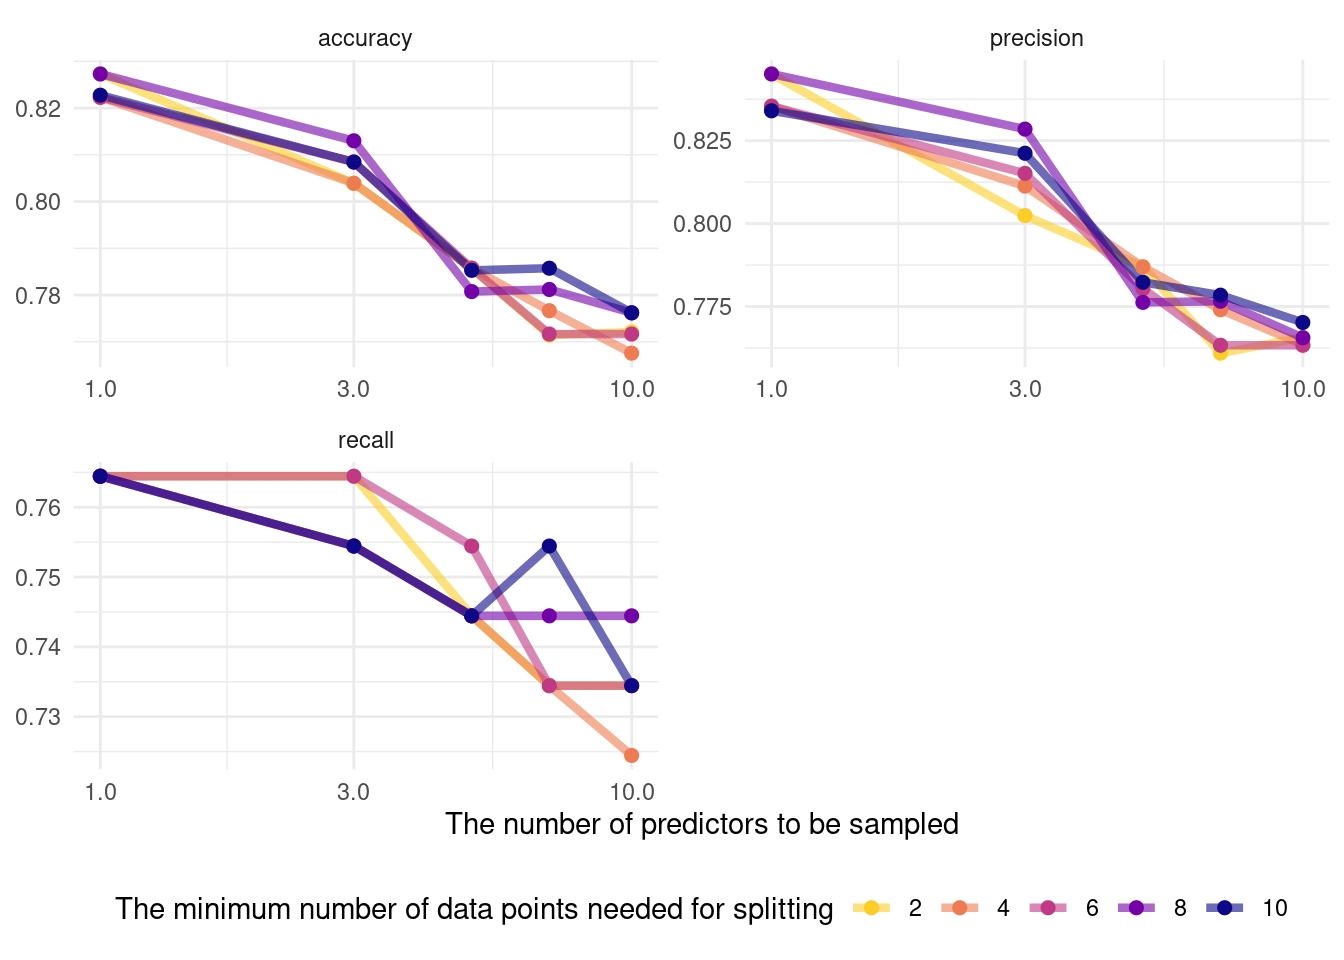 accuracy
precision
0.82
0.80
0.78
1.0 3.0 10.0
0.825
0.800
0.775
1.0 3.0 10.0
recall
0.76
0.75
0.74
0.73
1.0 3.0 10.0
The number of predictors to be sampled
The minimum number of data points needed for splitting 2 4 6 8 10